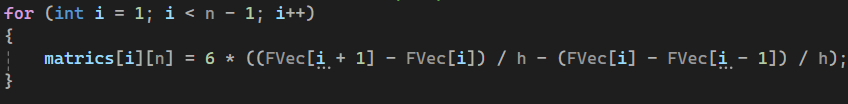 for (int i = 1; i < n - 1; i++)
{
matrics[i][n] = 6 * ((FVec[i + 1] - FVec[i]) / h - (FVec[i] - FVec[i - 1]) / h);
}